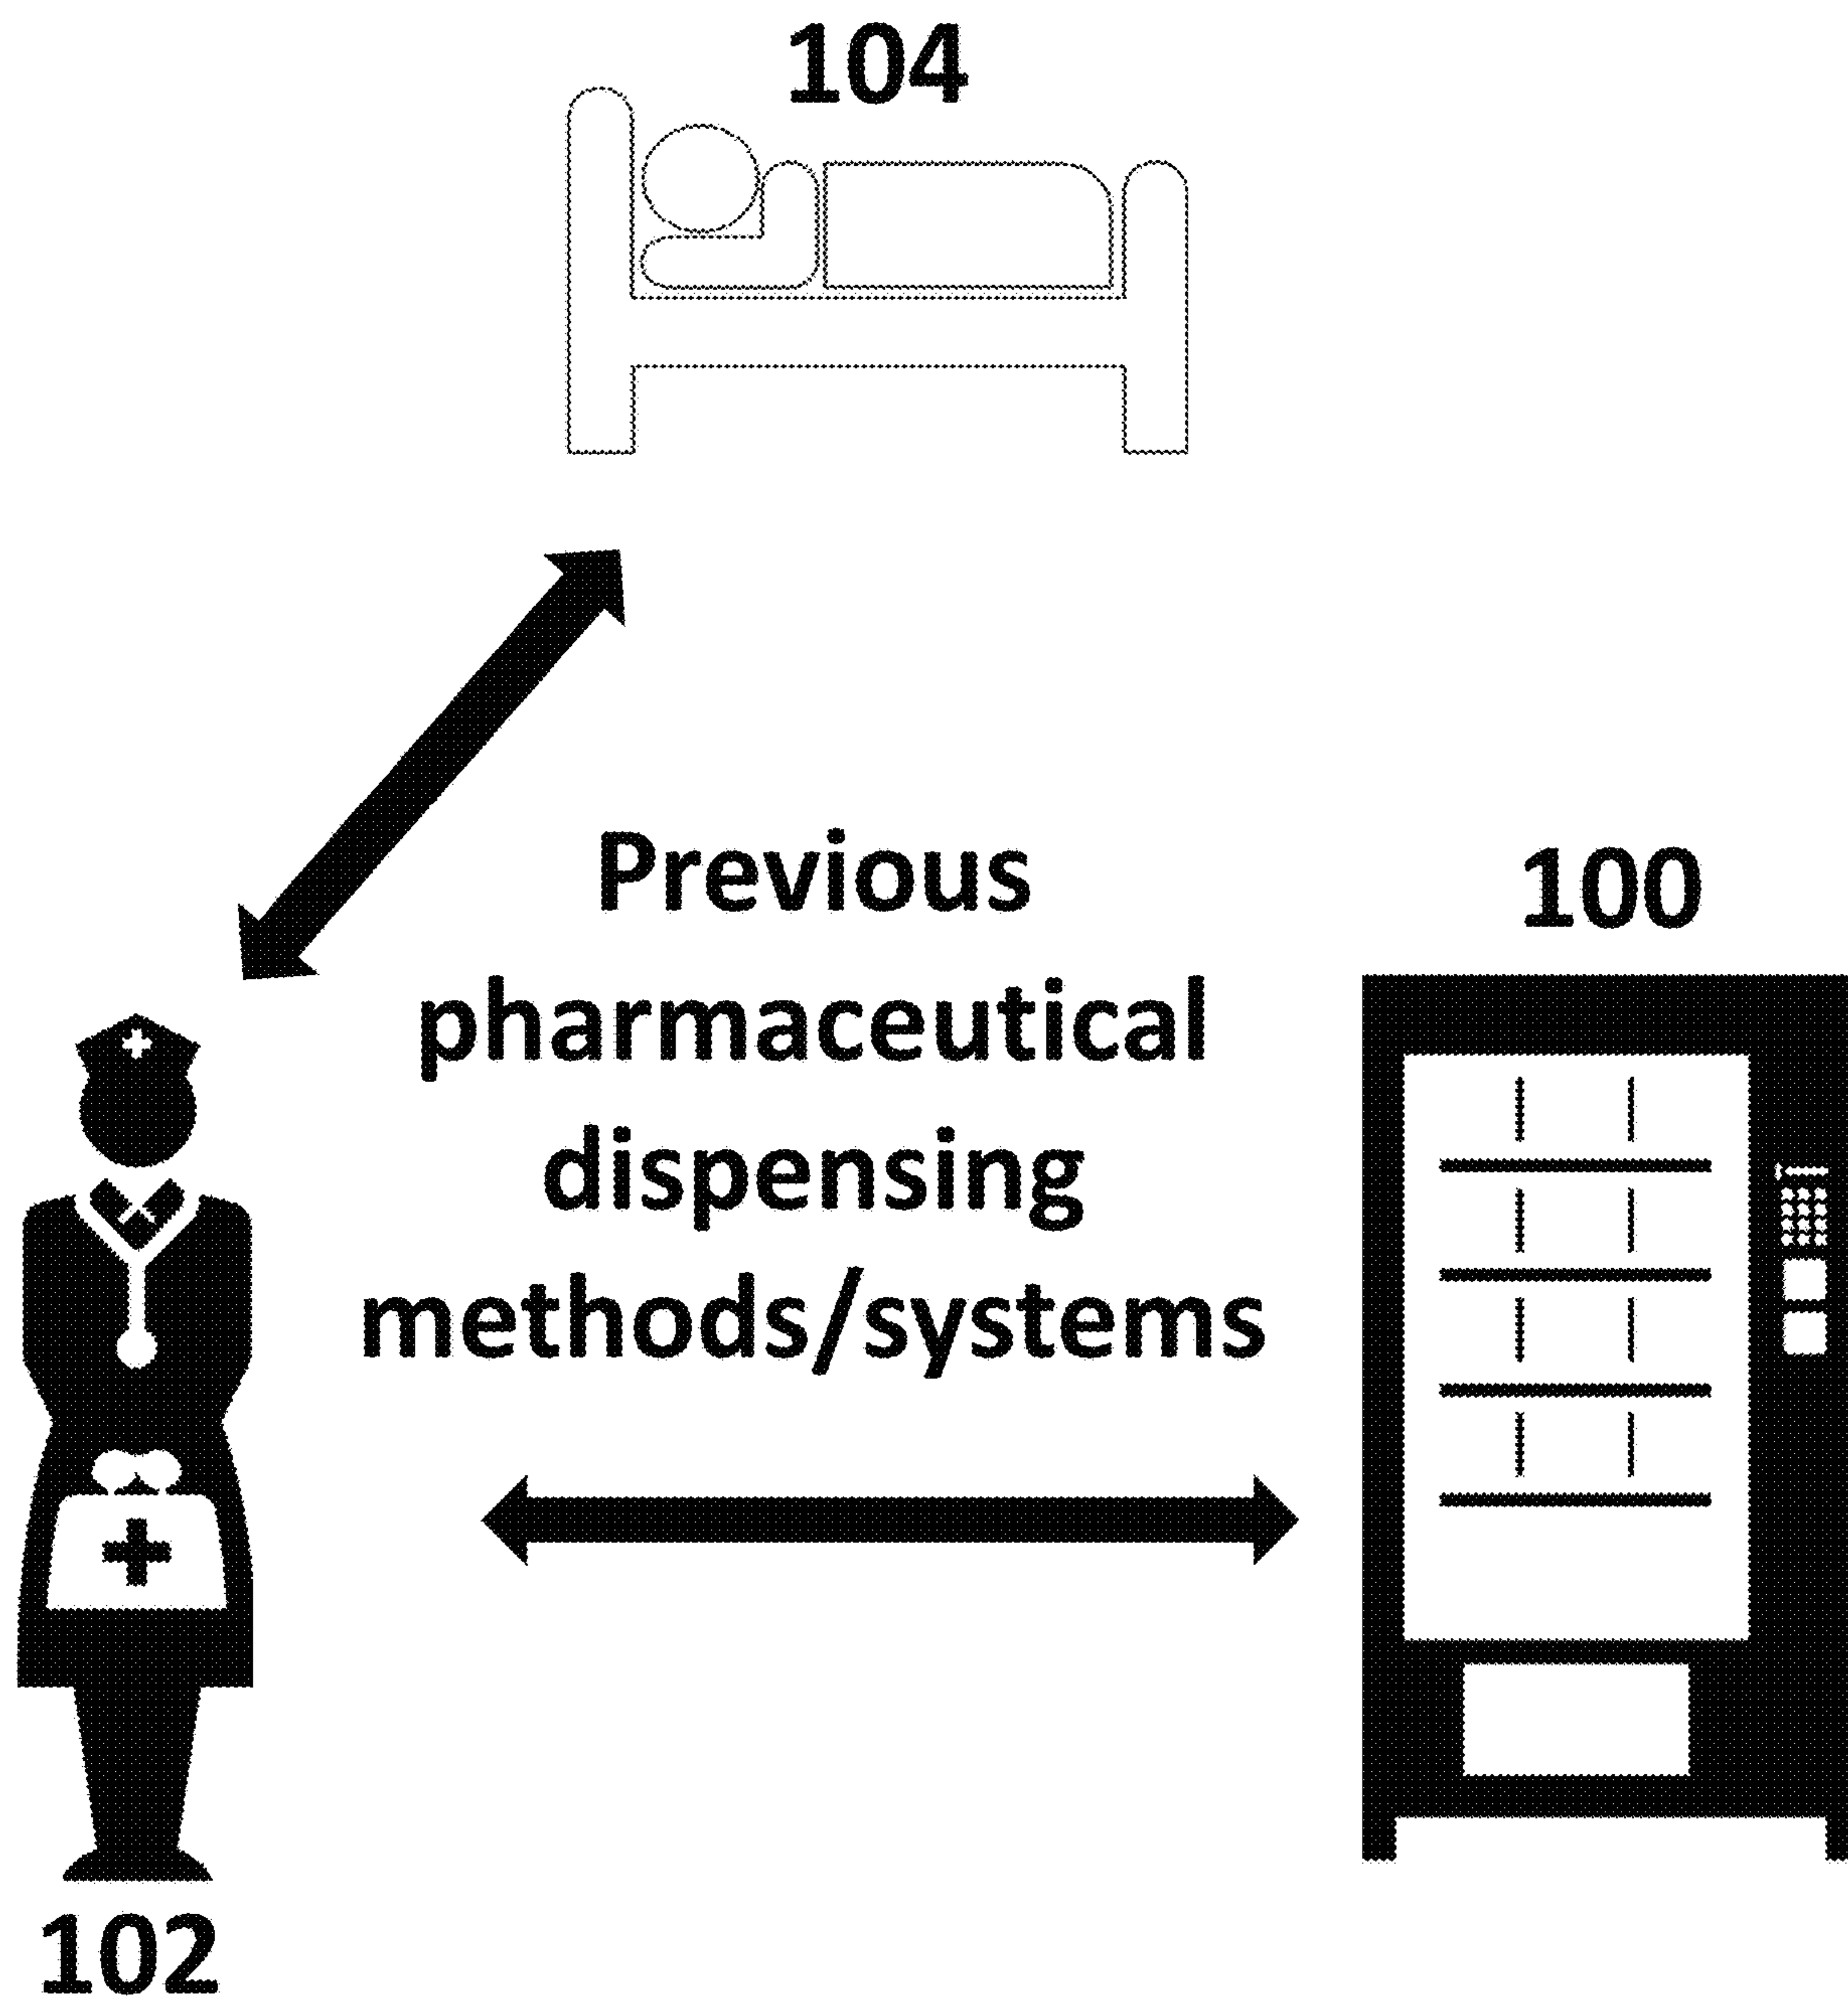 104
Previous
pharmaceutical
dispensing
methods/systems
100
102